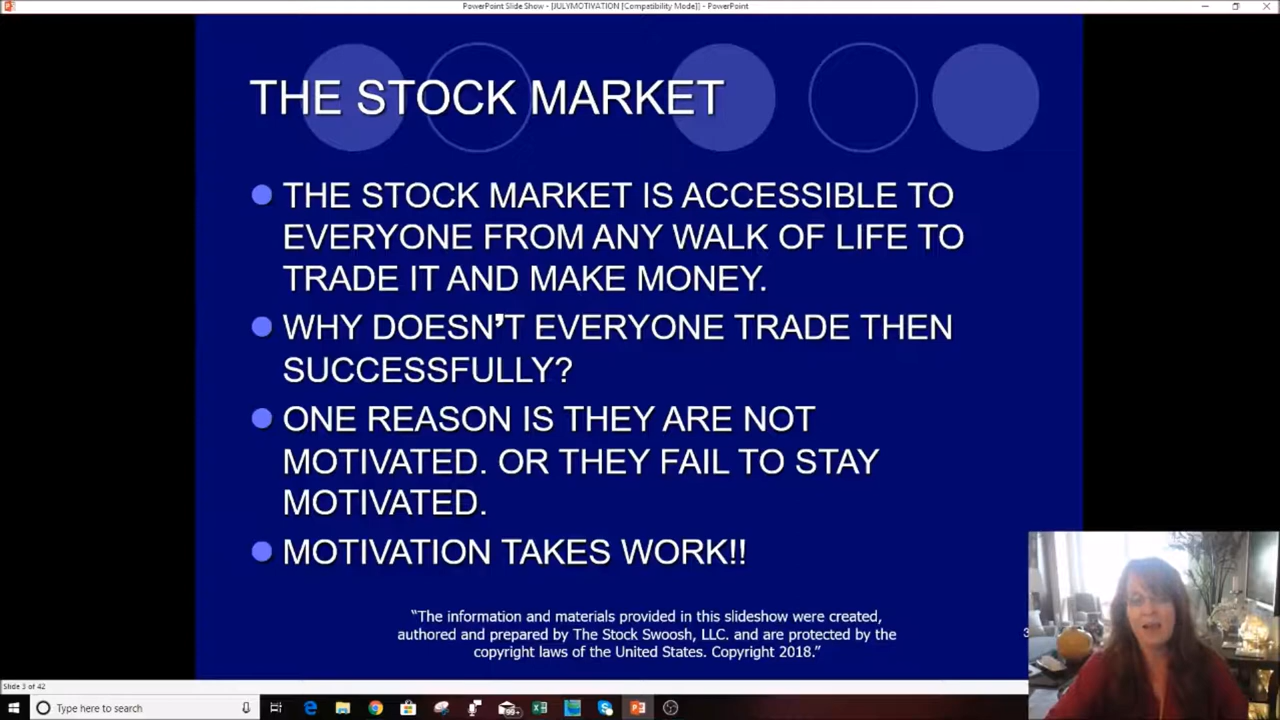 PowerPoint Slide Show - [JULYMOTIVATION [Compatibility Mode]] - PowerPoint
THE STOCK MARKET
THE STOCK MARKET IS ACCESSIBLE TO
EVERYONE FROM ANY WALK OF LIFE TO
TRADE IT AND MAKE MONEY.
WHY DOESN’T EVERYONE TRADE THEN
SUCCESSFULLY?
ONE REASON IS THEY ARE NOT
MOTIVATED. OR THEY FAIL TO STAY
MOTIVATED.
MOTIVATION TAKES WORK!!
“The information and materials provided in this slideshow were created,
authored and prepared by The Stock Swoosh, LLC. and are protected by the
copyright laws of the United States. Copyright 2018.”
3
Slide 3 of 42
Type here to search
99+